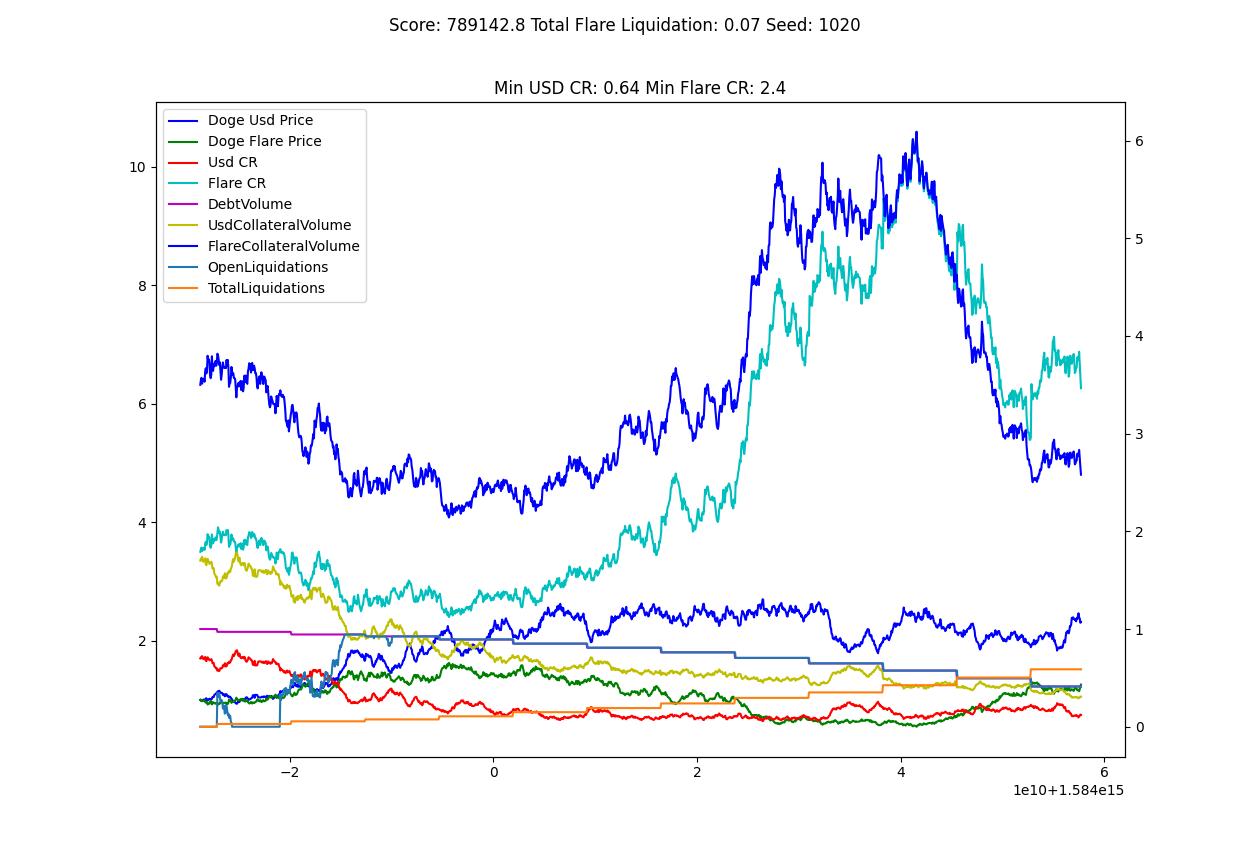 Score: 789142.8 Total Flare Liquidation: 0.07 Seed: 1020
Min USD CR: 0.64 Min Flare CR: 2.4
Doge Usd Price
Doge Flare Price
Usd CR
Flare CR
DebtVolume
UsdCollateralVolume
FlareCollateralVolume
OpenLiquidations
TotalLiquidations
10
8
6
4
2
6
5
4
3
2
1
0
−2
0
2
4
6
1e10+1.584e15